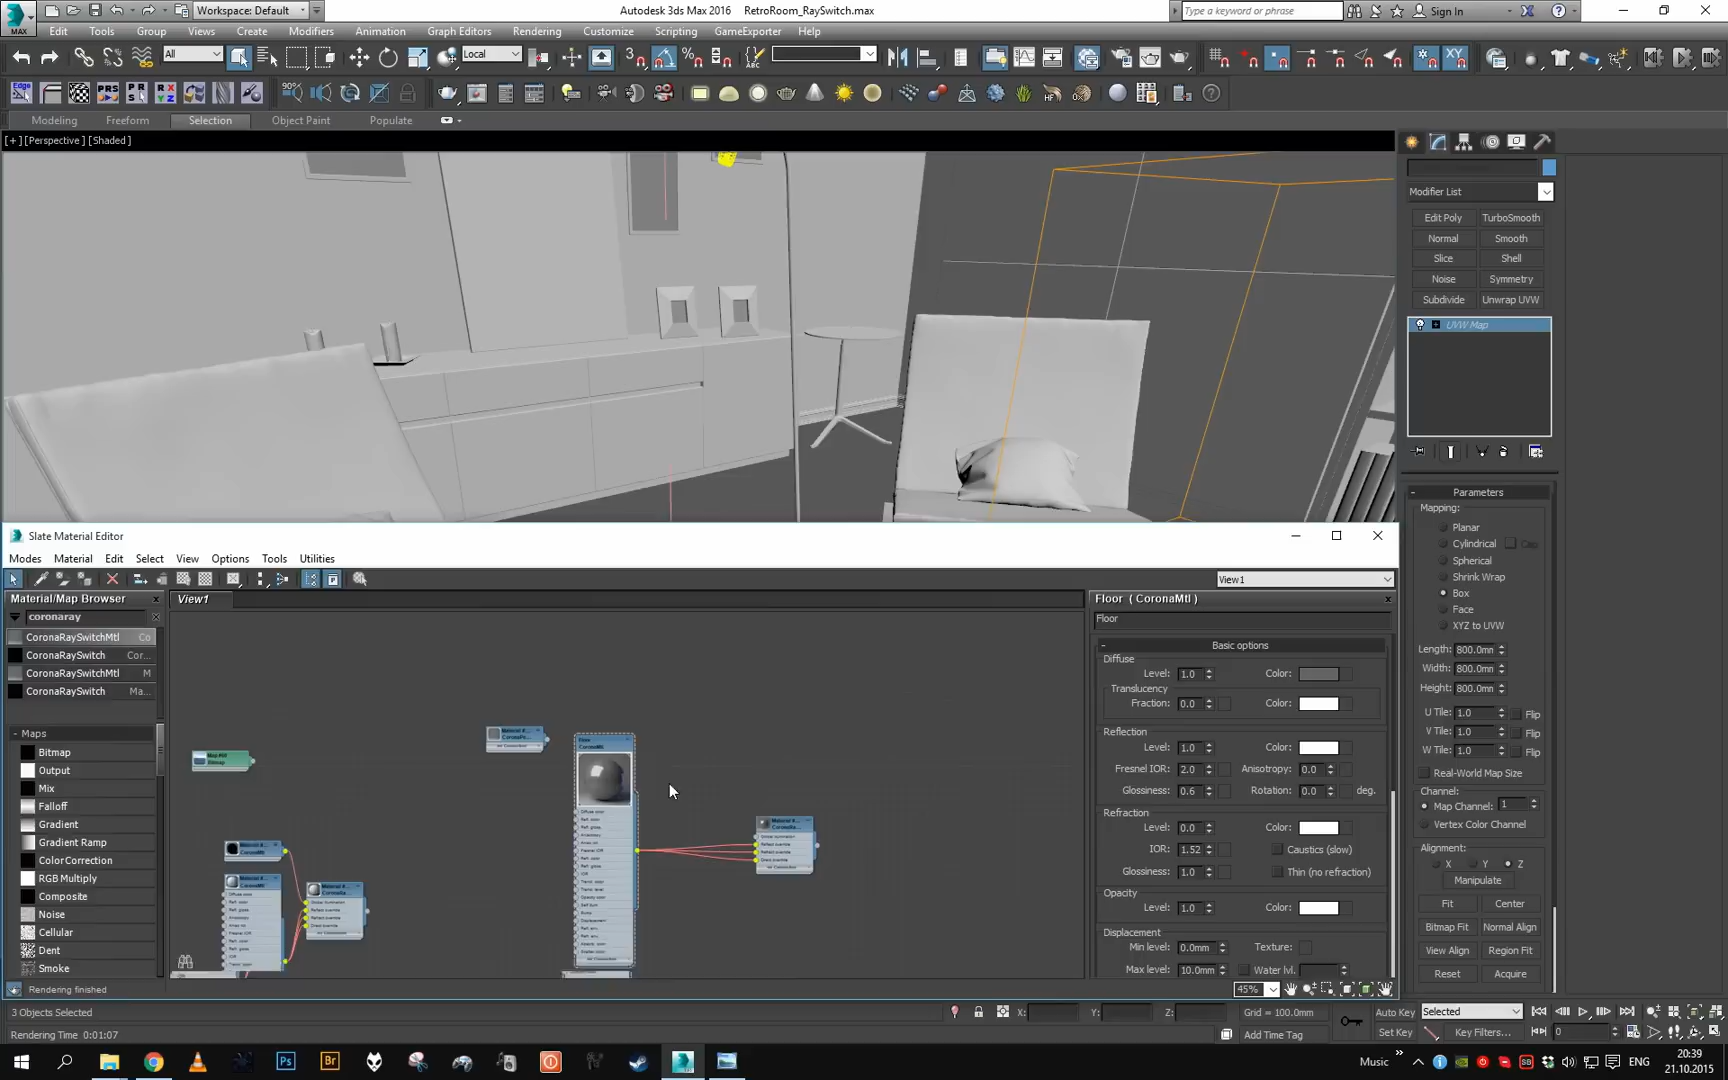 Autodesk 3ds Max 2016 RetroRoom_RaySwitch.max
Workspace: Default
Type a keyword or phrase
Sign In
MAX
Edit Tools Group Views Create Modifiers Animation Graph Editors Rendering Customize Scripting GameExporter Help
All
Local
Modeling Freeform Selection Object Paint Populate
[+] [Perspective] [Shaded]
Modifier List
Edit Poly TurboSmooth
Normal Smooth
Slice Shell
Noise Symmetry
Subdivide Unwrap UVW
UVW Map
Parameters
Mapping:
Planar
Cylindrical Cap
Spherical
Shrink Wrap
Box
Face
XYZ to UVW
Length: 800.0mm
Width: 800.0mm
Height: 800.0mm
U Tile: 1.0 Flip
V Tile: 1.0 Flip
W Tile: 1.0 Flip
Real-World Map Size
Channel:
Map Channel: 1
Vertex Color Channel
Alignment:
X Y Z
Manipulate
Fit Center
Bitmap Fit Normal Align
View Align Region Fit
Reset Acquire
Slate Material Editor
Modes Material Edit Select View Options Tools Utilities
View1
Material/Map Browser
coronaray
CoronaRaySwitchMtl Co
CoronaRaySwitch Cor...
CoronaRaySwitchMtl M
CoronaRaySwitch Ma...
- Maps
Bitmap
Output
Mix
Falloff
Gradient
Gradient Ramp
ColorCorrection
RGB Multiply
Composite
Noise
Cellular
Dent
Smoke
View1
Floor ( CoronaMtl )
Floor
Basic options
Diffuse
Level: 1.0 Color:
Translucency
Fraction: 0.0 Color:
Reflection
Level: 1.0 Color:
Fresnel IOR: 2.0 Anisotropy: 0.0
Glossiness: 0.6 Rotation: 0.0 deg.
Refraction
Level: 0.0 Color:
IOR: 1.52 Caustics (slow)
Glossiness: 1.0 Thin (no refraction)
Opacity
Level: 1.0 Color:
Displacement
Min level: 0.0mm Texture:
Max level: 10.0mm Water lvl.
Rendering finished
45%
3 Objects Selected
X: Y: Z: Grid = 100.0mm
Auto Key Selected
Rendering Time 0:01:07
Add Time Tag
Set Key Key Filters... 0
Music
ENG
20:39
21.10.2015